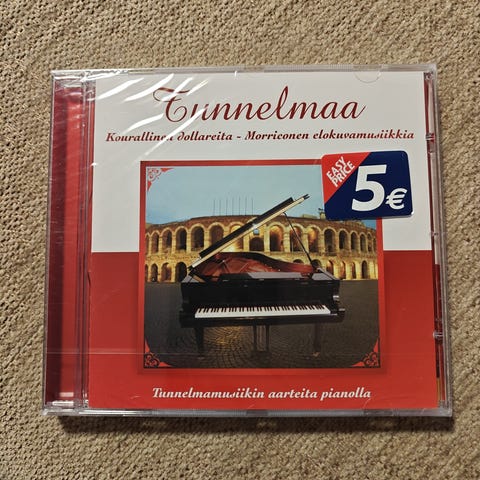 Tunnelmaa
Kourallinen dollareita - Morriconen elokuvamusiikkia
EASY
PRICE
5€
Tunnelmamusiikin aarteita pianolla